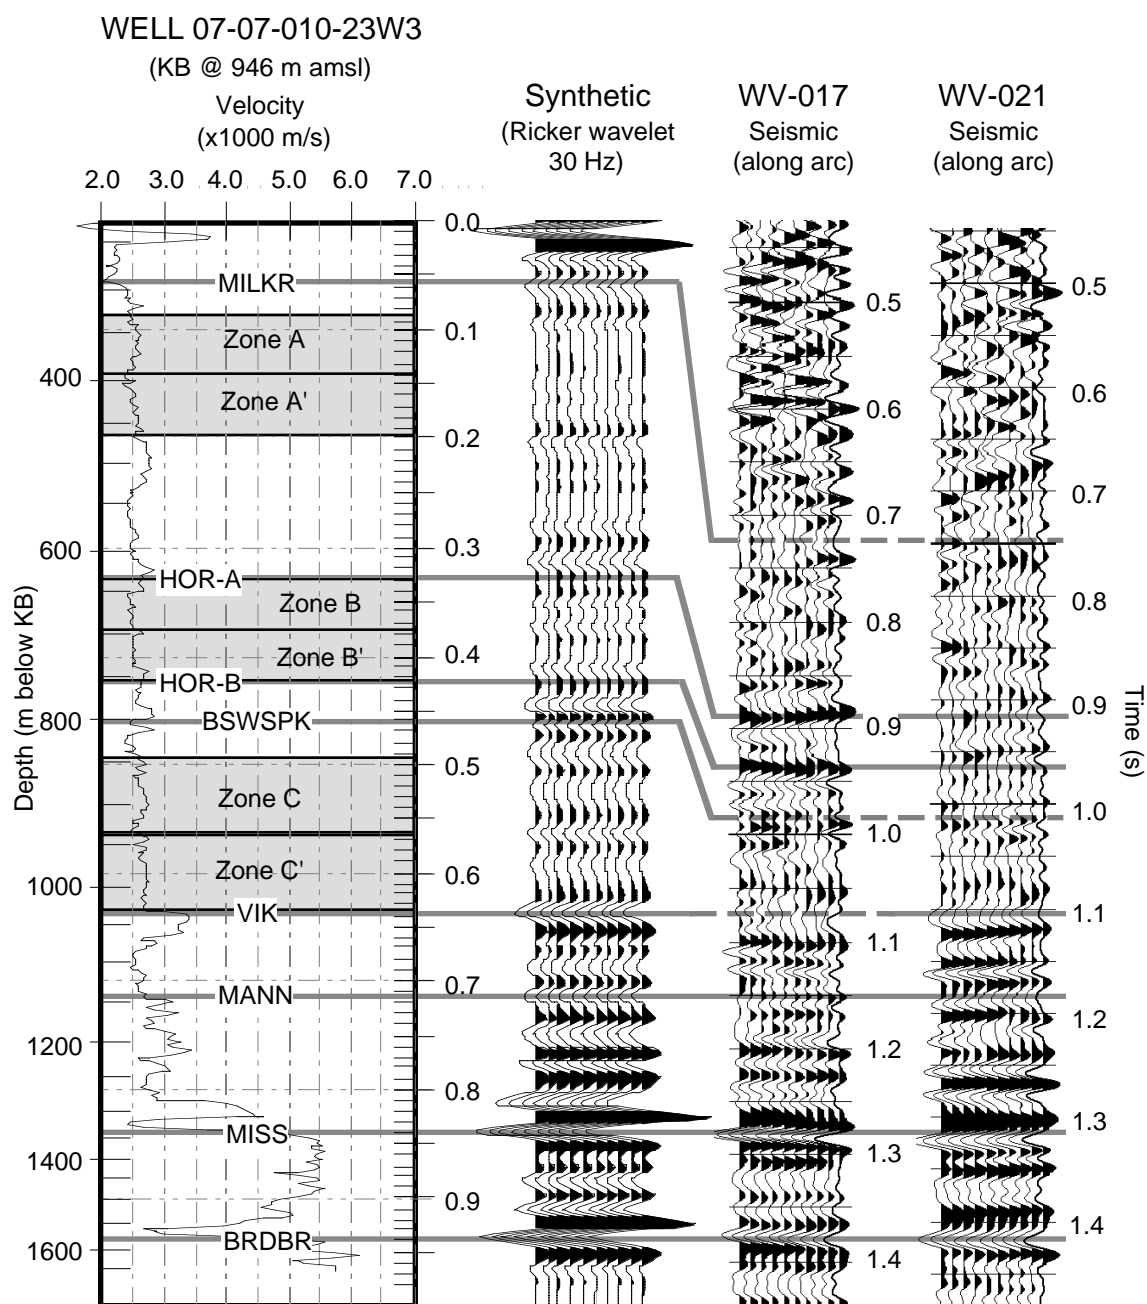 WELL 07-07-010-23W3
(KB @ 946 m amsl)
Velocity
(x1000 m/s)
2.0 3.0 4.0 5.0 6.0 7.0
Synthetic
(Ricker wavelet
30 Hz)
WV-017
Seismic
(along arc)
WV-021
Seismic
(along arc)
Depth (m below KB)
400
600
800
1000
1200
1400
1600
MILKR
Zone A
Zone A'
HOR-A
Zone B
Zone B'
HOR-B
BSWSPK
Zone C
Zone C'
VIK
MANN
MISS
BRDBR
0.0
0.1
0.2
0.3
0.4
0.5
0.6
0.7
0.8
0.9
0.5
0.6
0.7
0.8
0.9
1.0
1.1
1.2
1.3
1.4
0.5
0.6
0.7
0.8
0.9
1.0
1.1
1.2
1.3
1.4
Time (s)